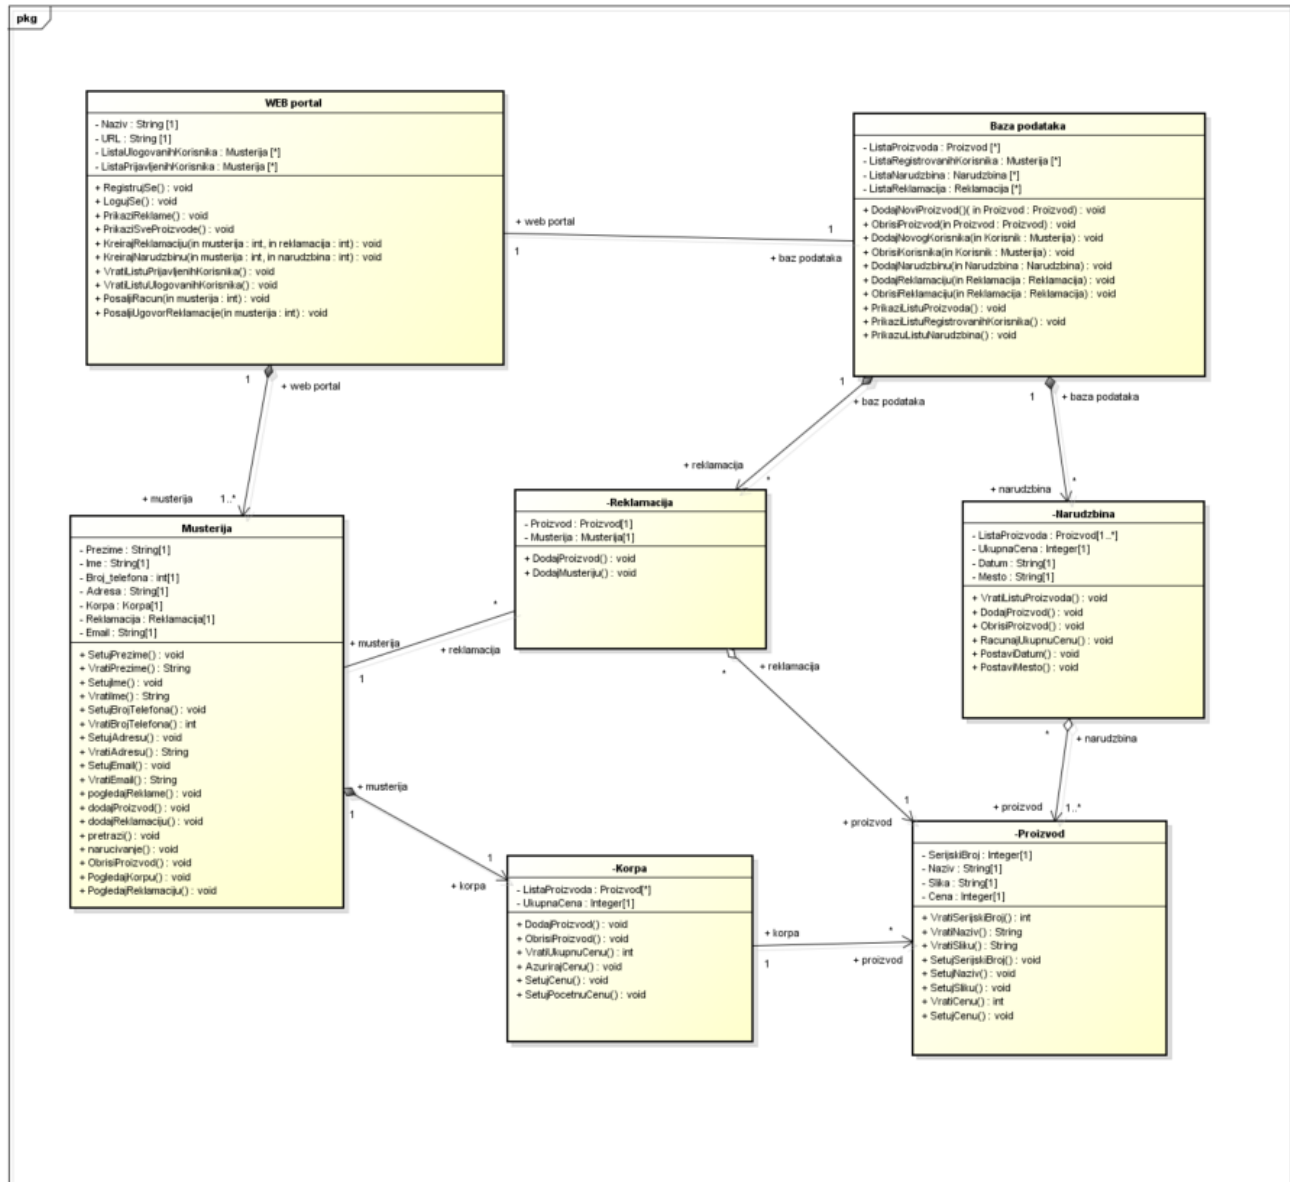 pkg
WEB portal
- Naziv : String [1]
- URL : String [1]
- ListaUlogovanihKorisnika : Musterija [*]
- ListaPrijavljenihKorisnika : Musterija [*]
+ RegistrujSe() : void
+ LogujSe() : void
+ PrikaziReklame() : void
+ PrikaziSveProizvode() : void
+ KreirajReklamaciju(in musterija : int, in reklamacija : int) : void
+ KreirajNarudzbinu(in musterija : int, in narudzbina : int) : void
+ VratiListuPrijavljenihKorisnika() : void
+ VratiListuUlogovanihKorisnika() : void
+ PosaljiRacun(in musterija : int) : void
+ PosaljiUgovorReklamacije(in musterija : int) : void
+ web portal
1
1
+ baz podataka
Baza podataka
- ListaProizvoda : Proizvod [*]
- ListaRegistrovanihKorisnika : Musterija [*]
- ListaNarudzbina : Narudzbina [*]
- ListaReklamacija : Reklamacija [*]
+ DodajNoviProizvod()( in Proizvod : Proizvod) : void
+ ObrisiProizvod(in Proizvod : Proizvod) : void
+ DodajNovogKorisnika(in Korisnik : Musterija) : void
+ ObrisiKorisnika(in Korisnik : Musterija) : void
+ DodajNarudzbinu(in Narudzbina : Narudzbina) : void
+ DodajReklamaciju(in Reklamacija : Reklamacija) : void
+ ObrisiReklamaciju(in Reklamacija : Reklamacija) : void
+ PrikaziListuProizvoda() : void
+ PrikaziListuRegistrovanihKorisnika() : void
+ PrikazuListuNarudzbina() : void
1
+ web portal
+ musterija
1..*
1
+ baz podataka
+ reklamacija
*
1
+ baza podataka
+ narudzbina
*
Musterija
- Prezime : String[1]
- Ime : String[1]
- Broj_telefona : int[1]
- Adresa : String[1]
- Korpa : Korpa[1]
- Reklamacija : Reklamacija[1]
- Email : String[1]
+ SetujPrezime() : void
+ VratiPrezime() : String
+ SetujIme() : void
+ VratiIme() : String
+ SetujBrojTelefona() : void
+ VratiBrojTelefona() : int
+ SetujAdresu() : void
+ VratiAdresu() : String
+ SetujEmail() : void
+ VratiEmail() : String
+ pogledajReklame() : void
+ dodajProizvod() : void
+ dodajReklamaciju() : void
+ pretrazi() : void
+ narucivanje() : void
+ ObrisiProizvod() : void
+ PogledajKorpu() : void
+ PogledajReklamaciju() : void
-Reklamacija
- Proizvod : Proizvod[1]
- Musterija : Musterija[1]
+ DodajProizvod() : void
+ DodajMusteriju() : void
-Narudzbina
- ListaProizvoda : Proizvod[1..*]
- UkupnaCena : Integer[1]
- Datum : String[1]
- Mesto : String[1]
+ VratiListuProizvoda() : void
+ DodajProizvod() : void
+ ObrisiProizvod() : void
+ RacunajUkupnuCenu() : void
+ PostaviDatum() : void
+ PostaviMesto() : void
+ musterija
1
*
+ reklamacija
*
+ reklamacija
1
+ proizvod
*
+ narudzbina
+ proizvod
1..*
+ musterija
1
1
+ korpa
-Korpa
- ListaProizvoda : Proizvod[*]
- UkupnaCena : Integer[1]
+ DodajProizvod() : void
+ ObrisiProizvod() : void
+ VratiUkupnuCenu() : int
+ AzurirajCenu() : void
+ SetujCenu() : void
+ SetujPocetnuCenu() : void
+ korpa
1
*
+ proizvod
-Proizvod
- SerijskiBroj : Integer[1]
- Naziv : String[1]
- Slika : String[1]
- Cena : Integer[1]
+ VratiSerijskiBroj() : int
+ VratiNaziv() : String
+ VratiSliku() : String
+ SetujSerijskiBroj() : void
+ SetujNaziv() : void
+ SetujSliku() : void
+ VratiCenu() : int
+ SetujCenu() : void